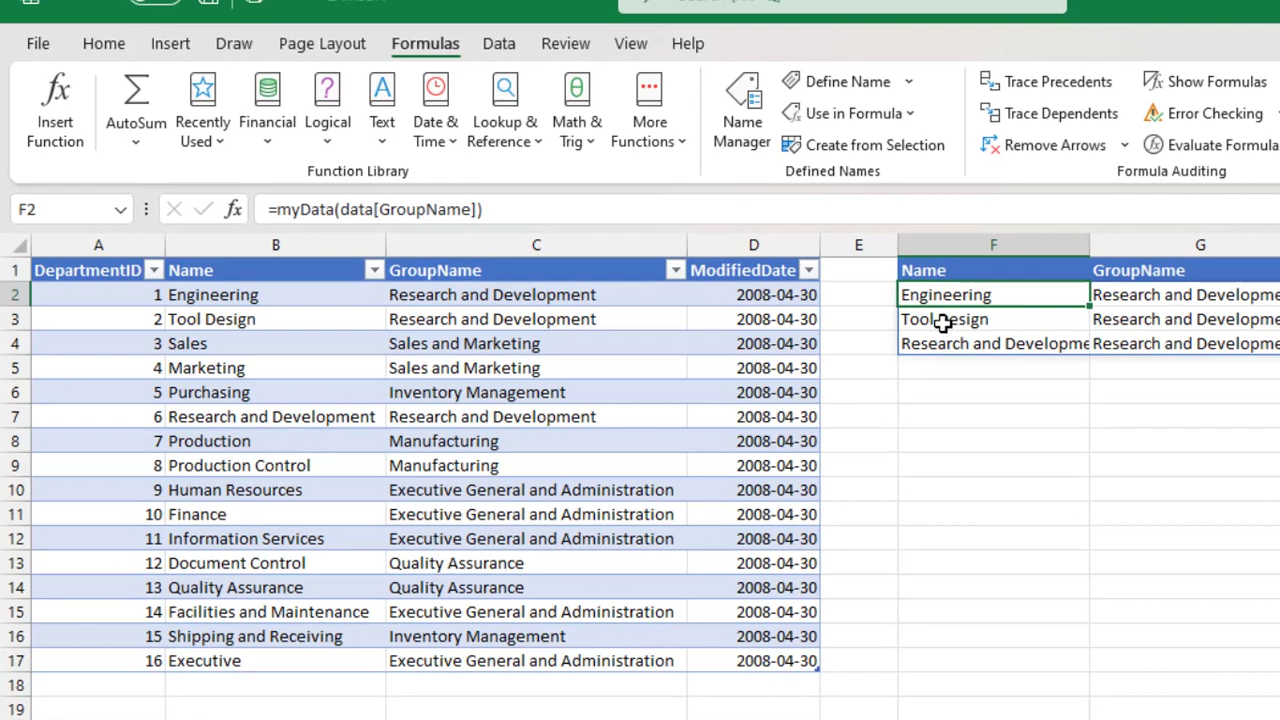 File Home Insert Draw Page Layout Formulas Data Review View Help
fx Σ ? A θ Define Name Trace Precedents fx Show Formulas
Insert AutoSum Recently Financial Logical Text Date & Lookup & Math & More Name Use in Formula Trace Dependents Error Checking
Function Used Time Reference Trig Functions Manager Create from Selection Remove Arrows fx Evaluate Formula
Function Library Defined Names Formula Auditing
F2 fx =myData(data[GroupName])
A B C D E F G
1 DepartmentID Name GroupName ModifiedDate Name GroupName
2 1 Engineering Research and Development 2008-04-30 Engineering Research and Developme
3 2 Tool Design Research and Development 2008-04-30 Tool Design Research and Developme
4 3 Sales Sales and Marketing 2008-04-30 Research and Developme Research and Developme
5 4 Marketing Sales and Marketing 2008-04-30
6 5 Purchasing Inventory Management 2008-04-30
7 6 Research and Development Research and Development 2008-04-30
8 7 Production Manufacturing 2008-04-30
9 8 Production Control Manufacturing 2008-04-30
10 9 Human Resources Executive General and Administration 2008-04-30
11 10 Finance Executive General and Administration 2008-04-30
12 11 Information Services Executive General and Administration 2008-04-30
13 12 Document Control Quality Assurance 2008-04-30
14 13 Quality Assurance Quality Assurance 2008-04-30
15 14 Facilities and Maintenance Executive General and Administration 2008-04-30
16 15 Shipping and Receiving Inventory Management 2008-04-30
17 16 Executive Executive General and Administration 2008-04-30
18
19